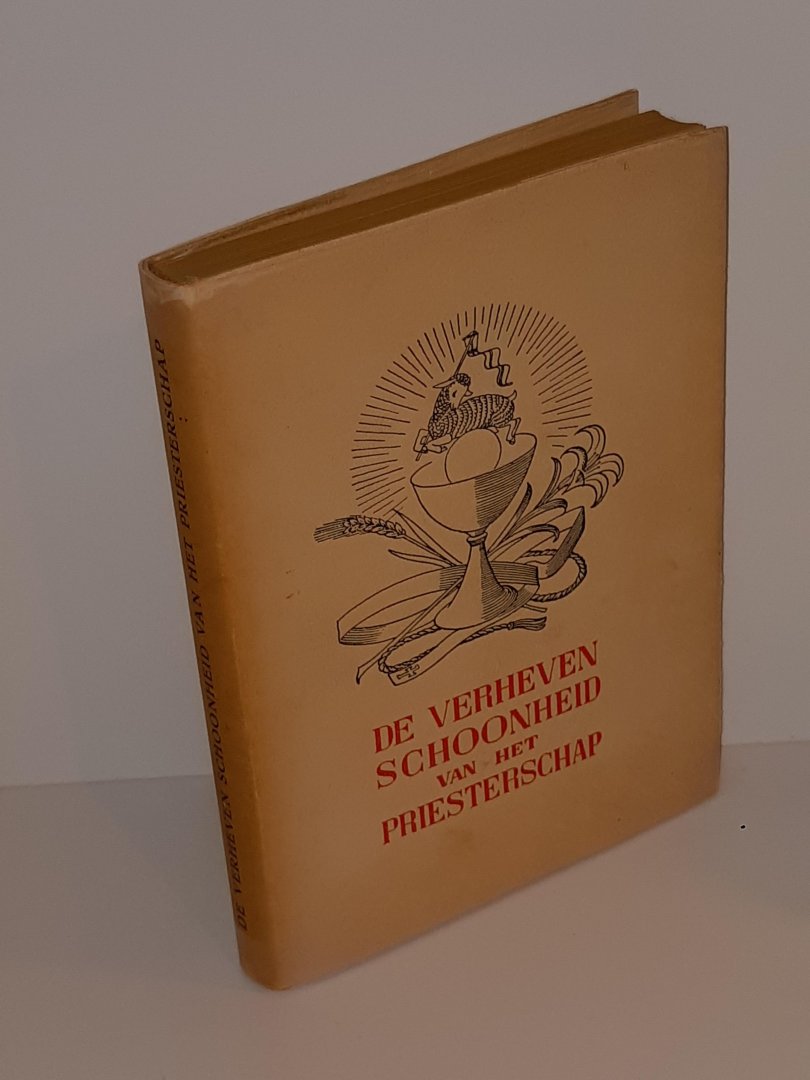 DE VERHEVEN SCHOONHEID VAN HET PRIESTERSCHAP
DE VERHEVEN
SCHOONHEID
VAN HET
PRIESTERSCHAP